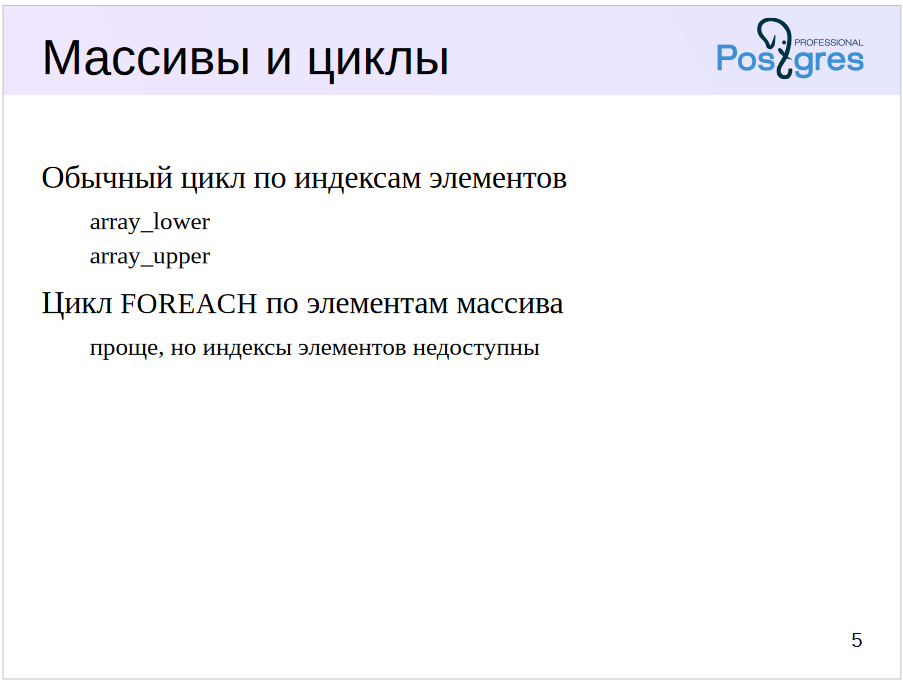 Массивы и циклы
PROFESSIONAL
Postgres
Обычный цикл по индексам элементов
array_lower
array_upper
Цикл FOREACH по элементам массива
проще, но индексы элементов недоступны
5